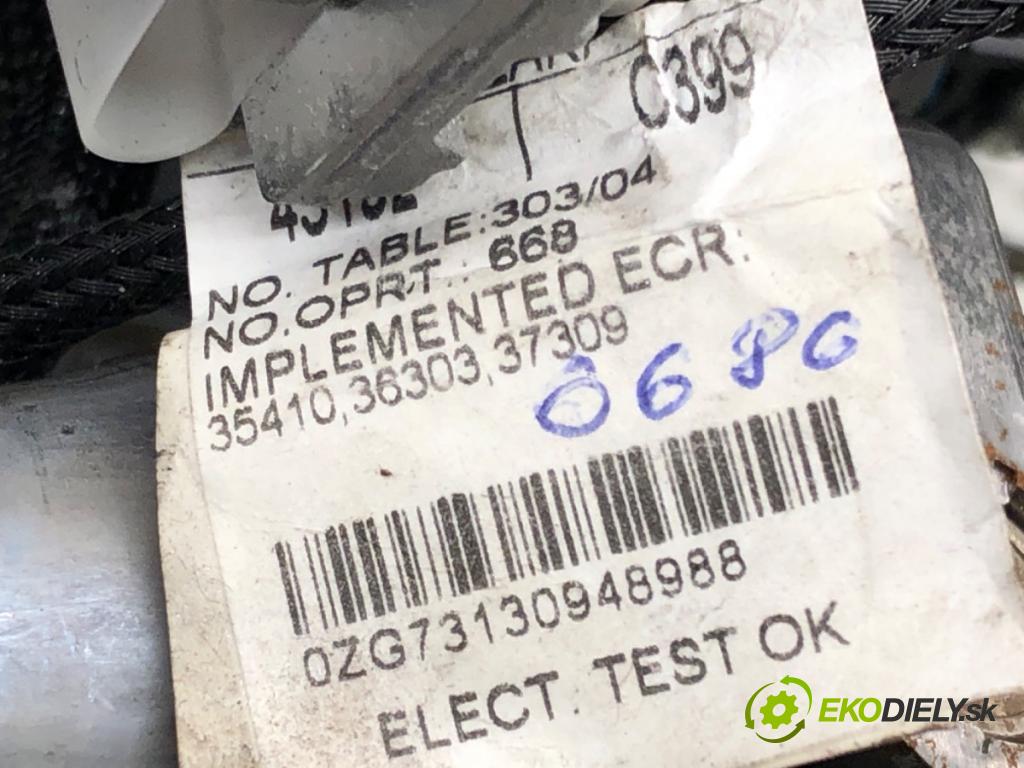 C399
NO. TABLE:303/04
NO.OPRT.: 668
IMPLEMENTED ECR:
35410,36303,37309
0680
0ZG73130948988
ELECT. TEST OK
EKODIELY.sk